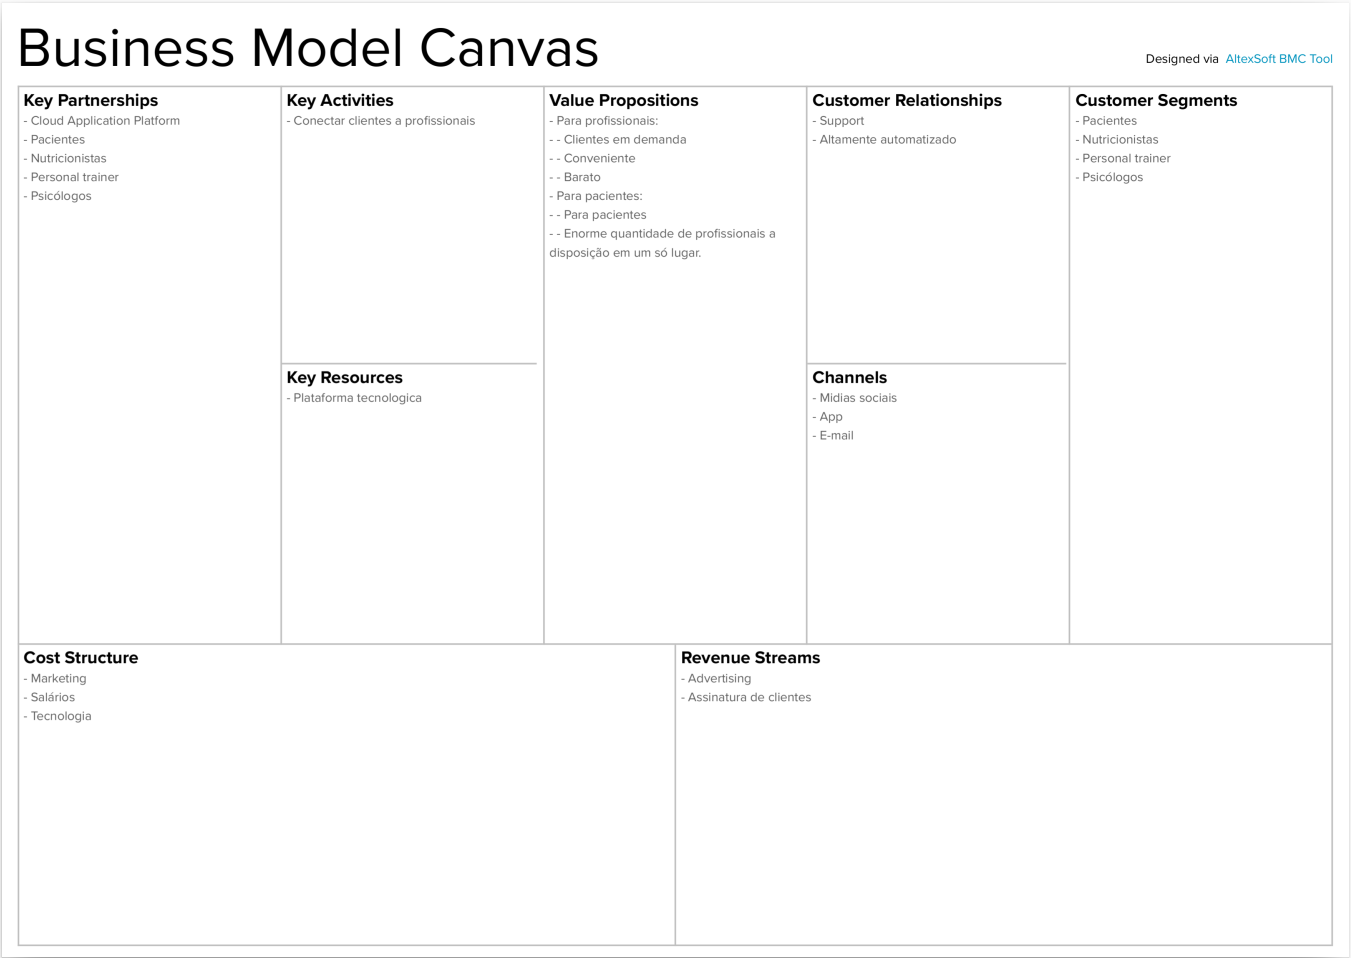 Business Model Canvas
Designed via AltexSoft BMC Tool
Key Partnerships
- Cloud Application Platform
- Pacientes
- Nutricionistas
- Personal trainer
- Psicólogos
Key Activities
- Conectar clientes a profissionais
Key Resources
- Plataforma tecnologica
Value Propositions
- Para profissionais:
- - Clientes em demanda
- - Conveniente
- - Barato
- Para pacientes:
- - Para pacientes
- - Enorme quantidade de profissionais a
disposição em um só lugar.
Customer Relationships
- Support
- Altamente automatizado
Channels
- Midias sociais
- App
- E-mail
Customer Segments
- Pacientes
- Nutricionistas
- Personal trainer
- Psicólogos
Cost Structure
- Marketing
- Salários
- Tecnologia
Revenue Streams
- Advertising
- Assinatura de clientes